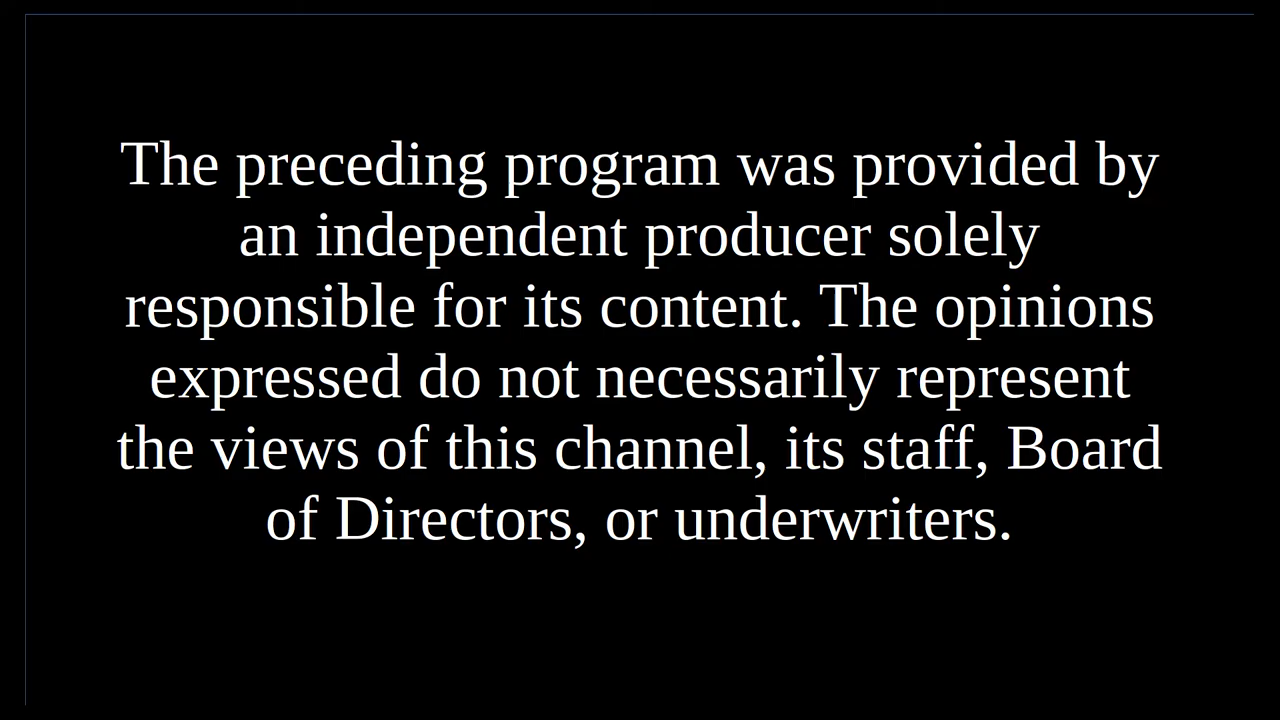 The preceding program was provided by
an independent producer solely
responsible for its content. The opinions
expressed do not necessarily represent
the views of this channel, its staff, Board
of Directors, or underwriters.